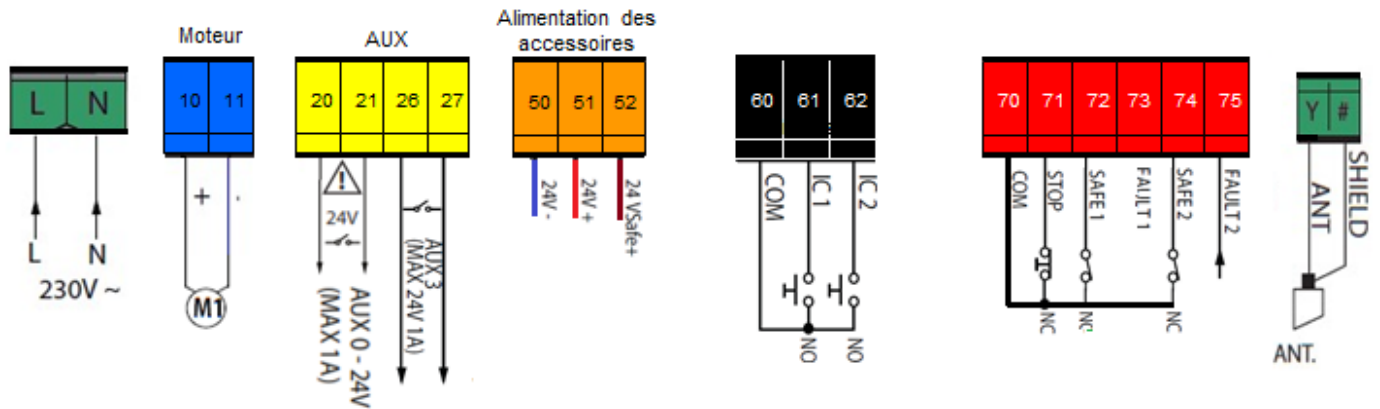 Moteur
AUX
Alimentation des
accessoires
L N
10 11
20 21 26 27
50 51 52
60 61 62
70 71 72 73 74 75
Y #
L N
230V ~
+
-
M1
24V
AUX 0 - 24V
(MAX 1A)
AUX 3
(MAX 24V 1A)
24V -
24V +
24 VSafe+
COM
IC 1
IC 2
NO
NO
COM
STOP
SAFE 1
FAULT 1
SAFE 2
FAULT 2
NC
NC
NC
ANT
SHIELD
ANT.